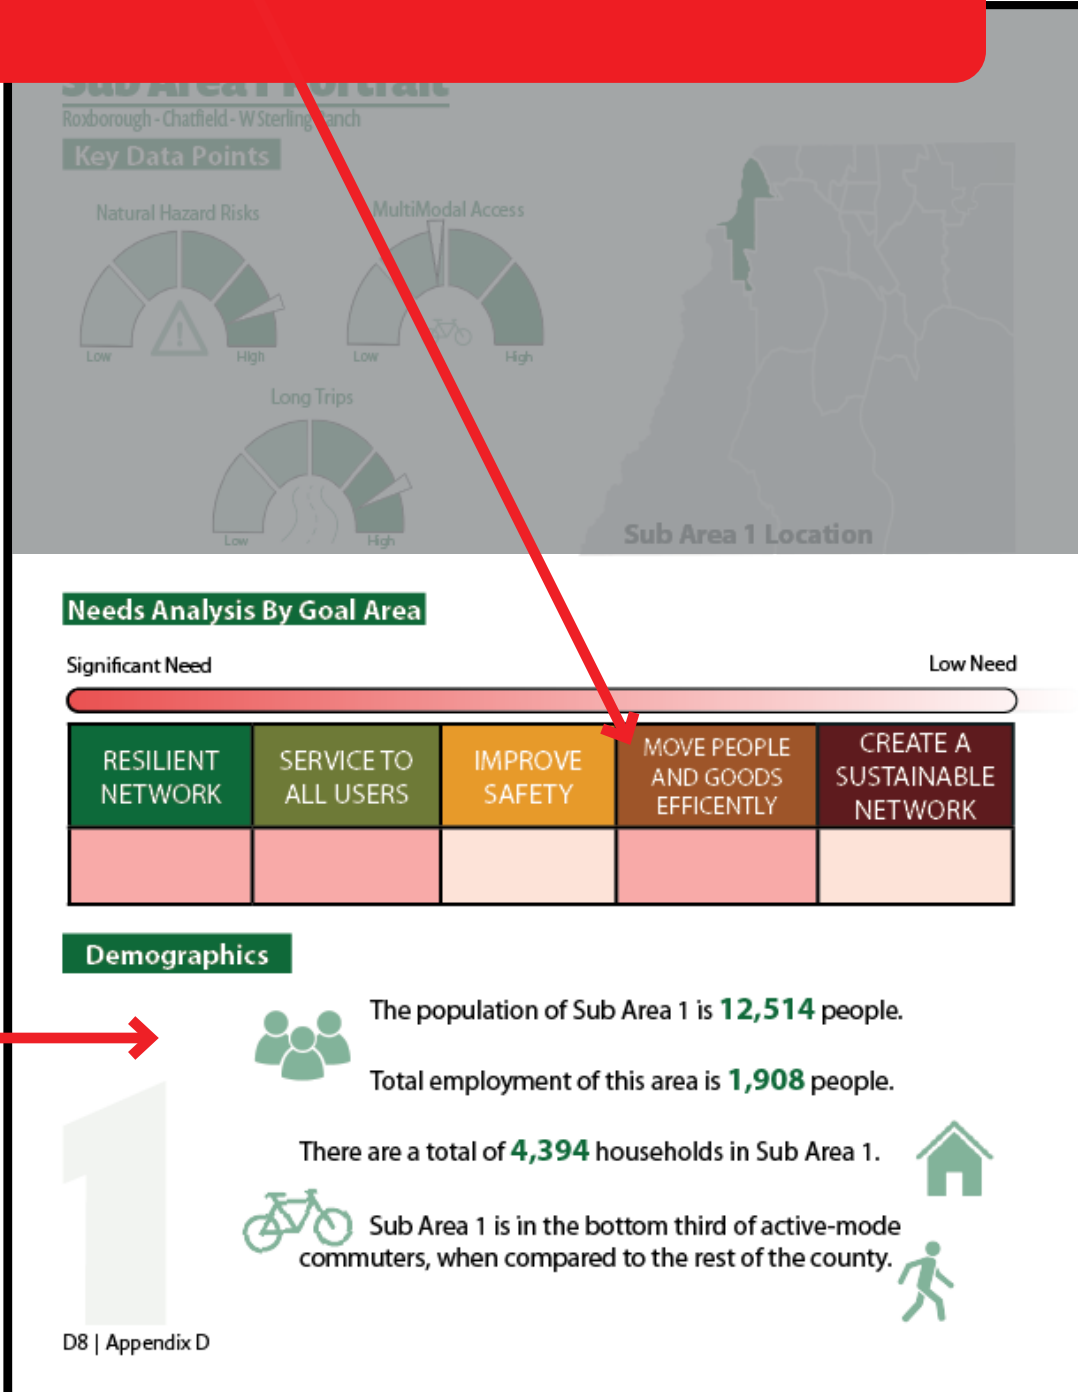 Sub Area 1 Portrait
Roxborough - Chatfield - W Sterling Ranch
Key Data Points
Natural Hazard Risks
MultiModal Access
Low
High
Low
High
Long Trips
Low
High
Sub Area 1 Location
Needs Analysis By Goal Area
Significant Need
Low Need
RESILIENT
NETWORK
SERVICE TO
ALL USERS
IMPROVE
SAFETY
MOVE PEOPLE
AND GOODS
EFFICENTLY
CREATE A
SUSTAINABLE
NETWORK
Demographics
The population of Sub Area 1 is 12,514 people.
Total employment of this area is 1,908 people.
There are a total of 4,394 households in Sub Area 1.
Sub Area 1 is in the bottom third of active-mode
commuters, when compared to the rest of the county.
1
D8 | Appendix D